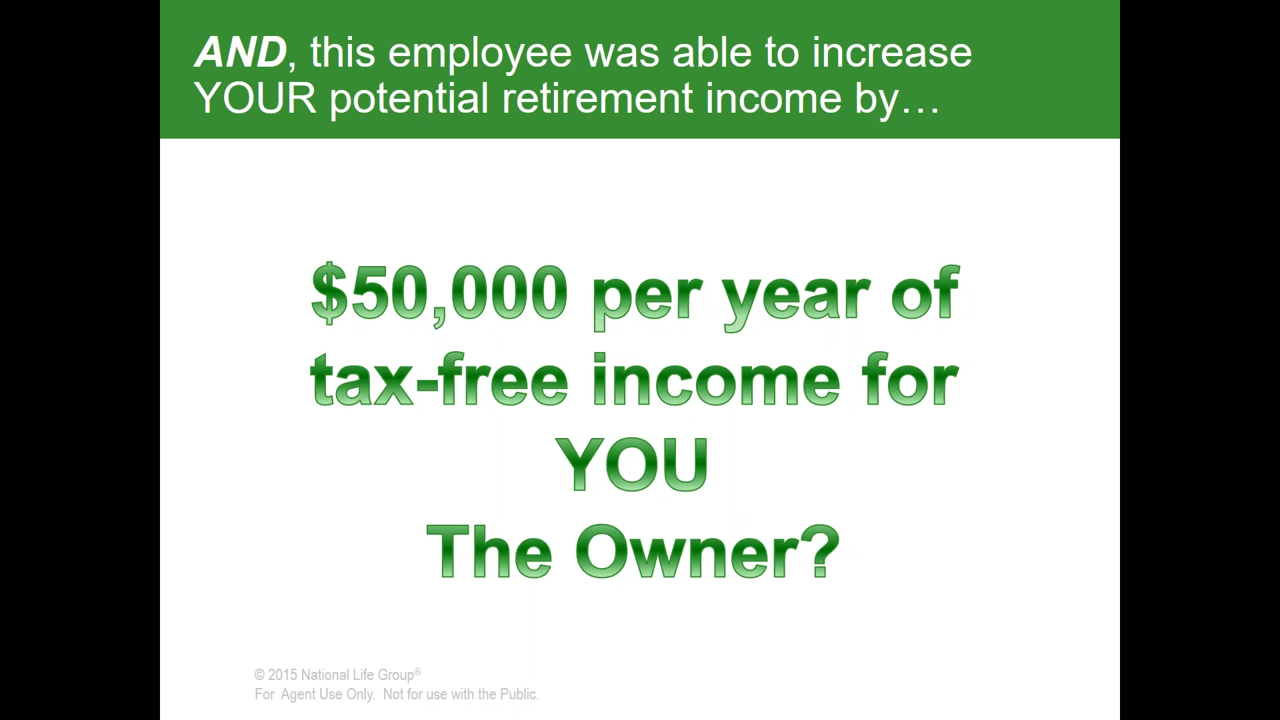 AND, this employee was able to increase
YOUR potential retirement income by…
$50,000 per year of
tax-free income for
YOU
The Owner?
© 2015 National Life Group®
For  Agent Use Only.  Not for use with the Public.